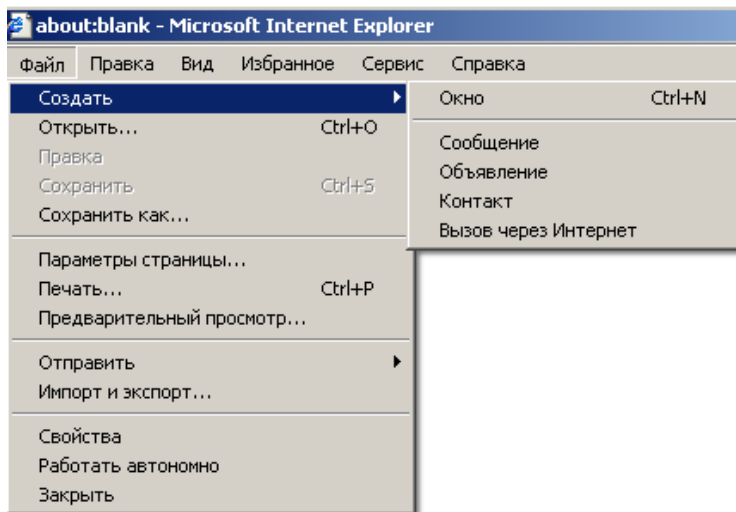 about:blank - Microsoft Internet Explorer
Файл Правка Вид Избранное Сервис Справка
Создать
Открыть... Ctrl+O
Правка
Сохранить Ctrl+S
Сохранить как...
Параметры страницы...
Печать... Ctrl+P
Предварительный просмотр...
Отправить
Импорт и экспорт...
Свойства
Работать автономно
Закрыть
Окно Ctrl+N
Сообщение
Объявление
Контакт
Вызов через Интернет